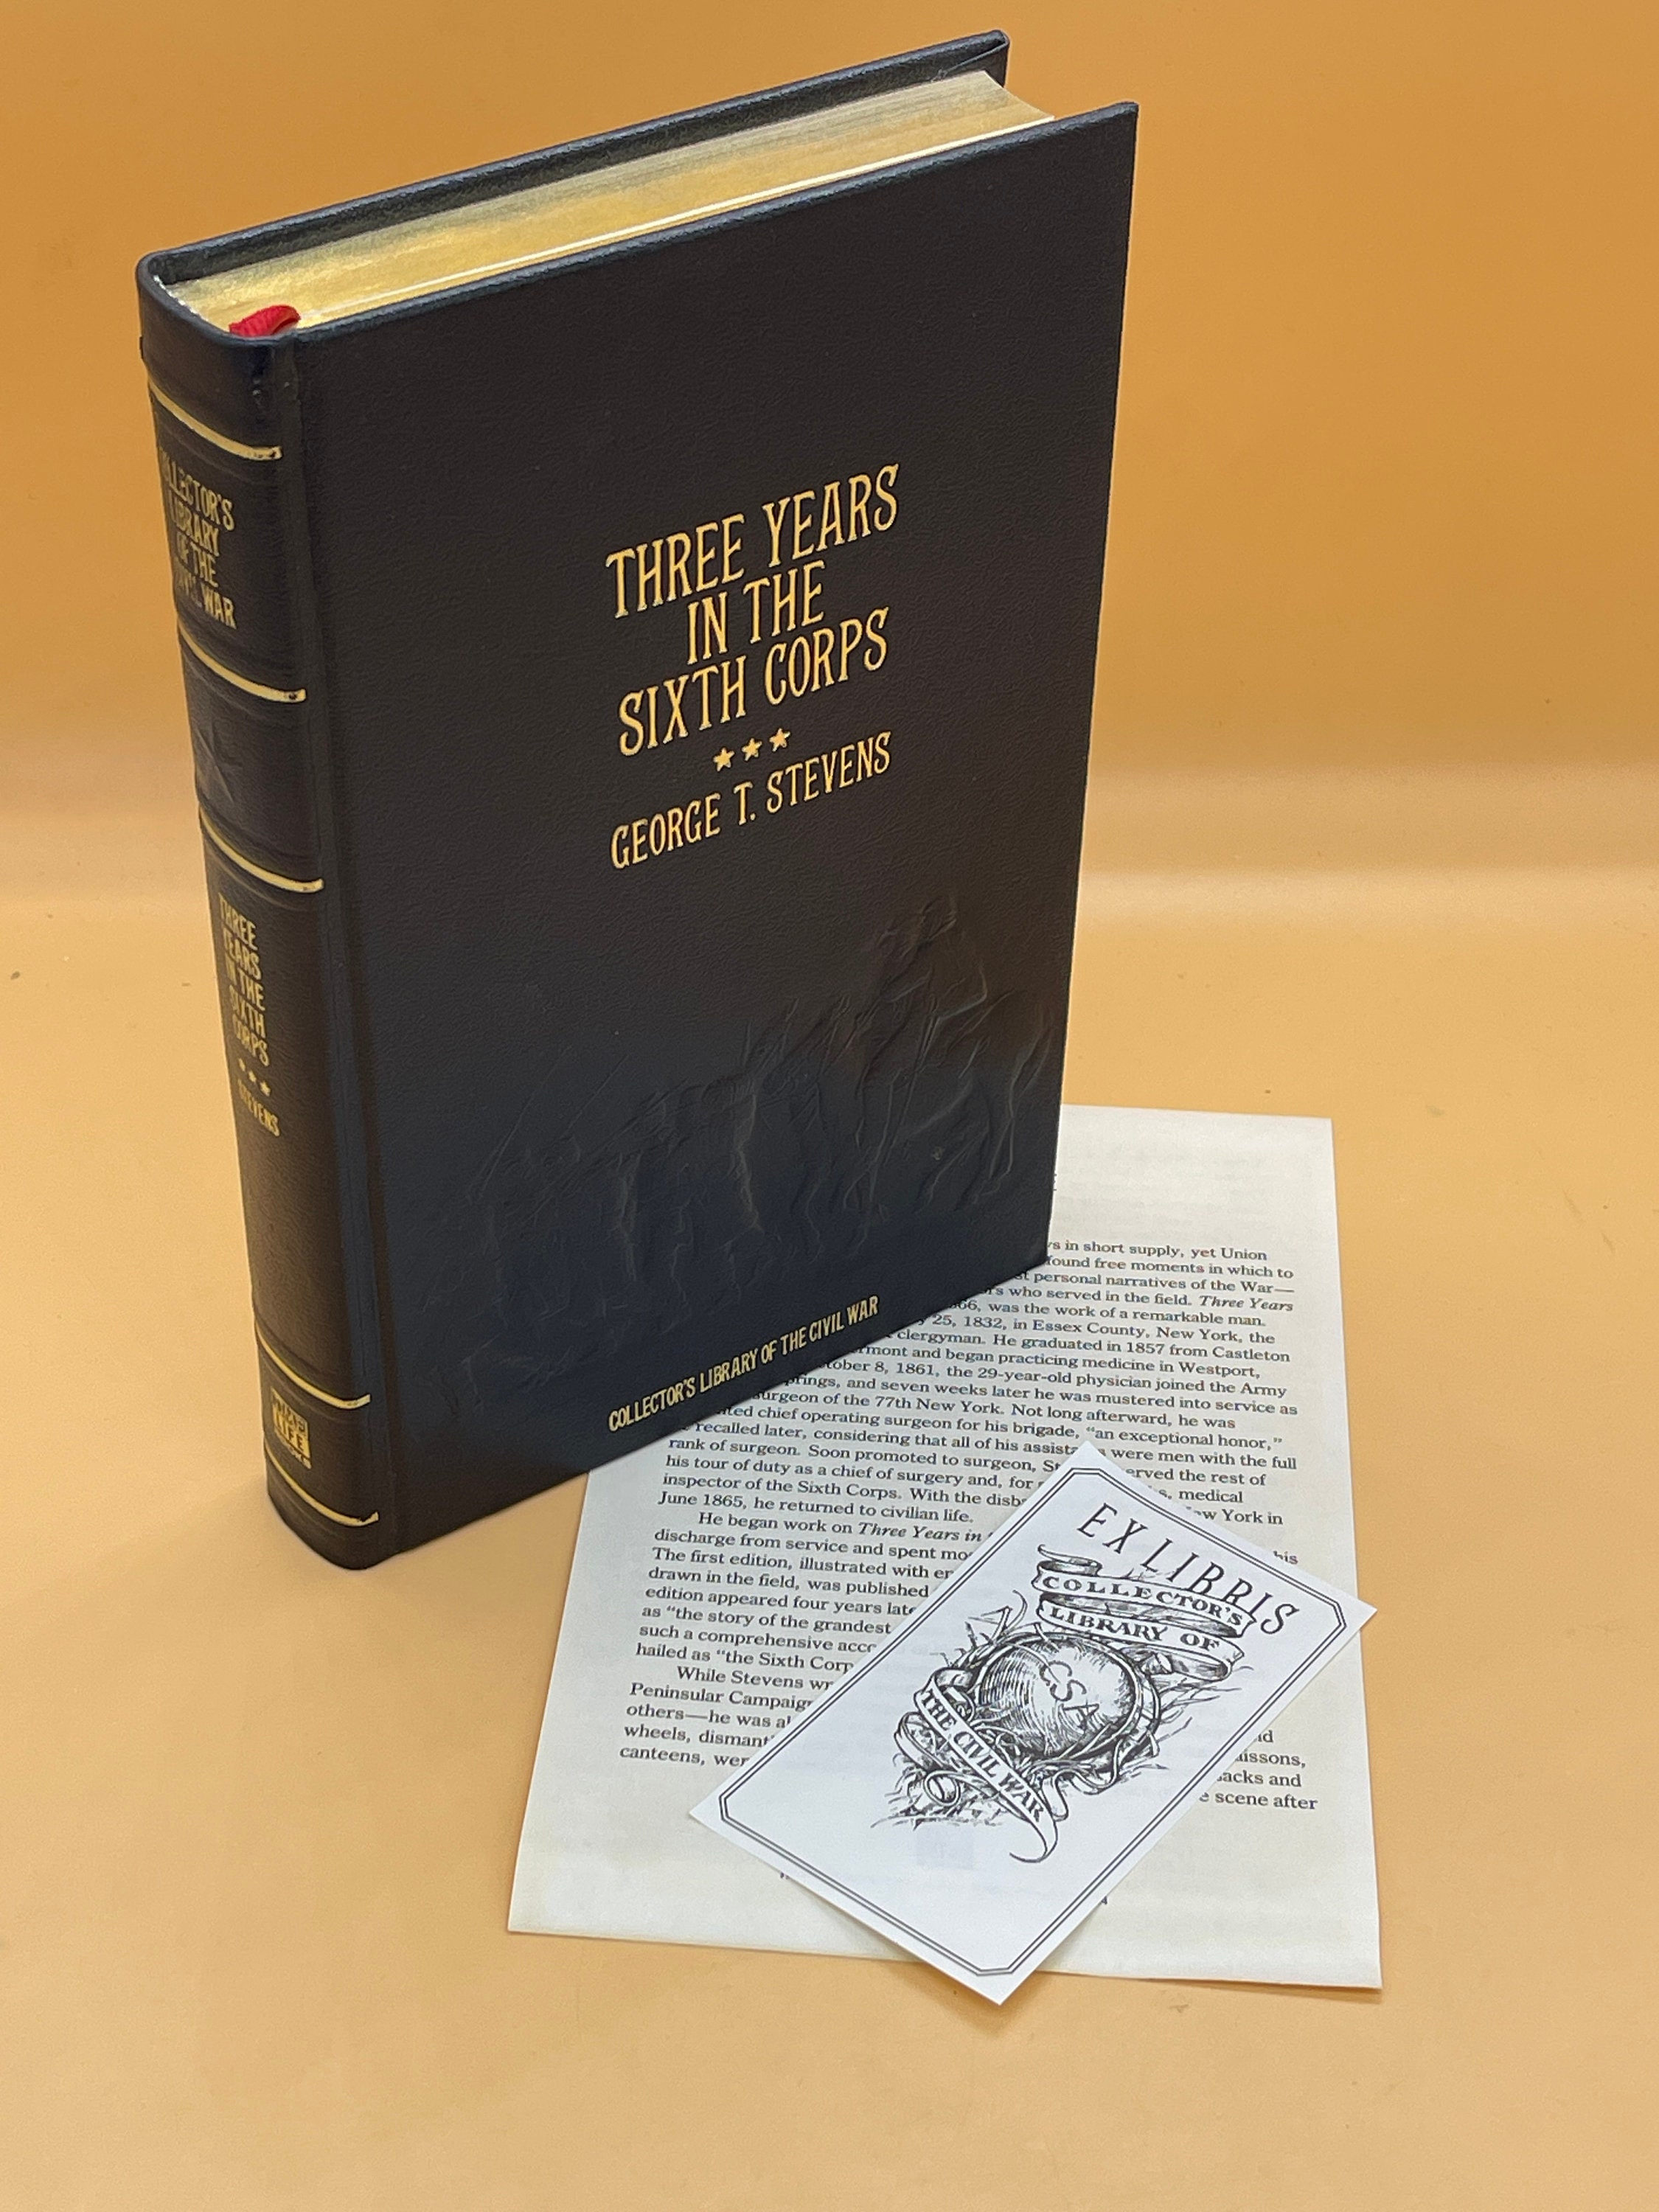 THREE YEARS
IN THE
SIXTH CORPS
GEORGE T. STEVENS
COLLECTOR'S LIBRARY OF THE CIVIL WAR
LLECTOR'S
LIBRARY
OF THE
WAR
THREE
YEARS
IN THE
SIXTH
CORPS
STEVENS
TIME
LIFE
BOOKS
s in short supply, yet Union
found free moments in which to
personal narratives of the War—
who served in the field. Three Years
66, was the work of a remarkable man.
25, 1832, in Essex County, New York, the
clergyman. He graduated in 1857 from Castleton
mont and began practicing medicine in Westport,
tober 8, 1861, the 29-year-old physician joined the Army
prings, and seven weeks later he was mustered into service as
surgeon of the 77th New York. Not long afterward, he was
ted chief operating surgeon for his brigade, “an exceptional honor,”
recalled later, considering that all of his assista were men with the full
rank of surgeon. Soon promoted to surgeon, St erved the rest of
his tour of duty as a chief of surgery and, for s, medical
inspector of the Sixth Corps. With the disb ew York in
June 1865, he returned to civilian life.
He began work on Three Years in his
discharge from service and spent mo
The first edition, illustrated with en
drawn in the field, was published
edition appeared four years late
as “the story of the grandest
such a comprehensive acco
hailed as “the Sixth Corp
While Stevens wr
Peninsular Campaig
others—he was al nd
wheels, dismant aissons,
canteens, wer sacks and
e scene after
EX LIBRIS
COLLECTOR'S
LIBRARY OF
CSA
THE CIVIL WAR